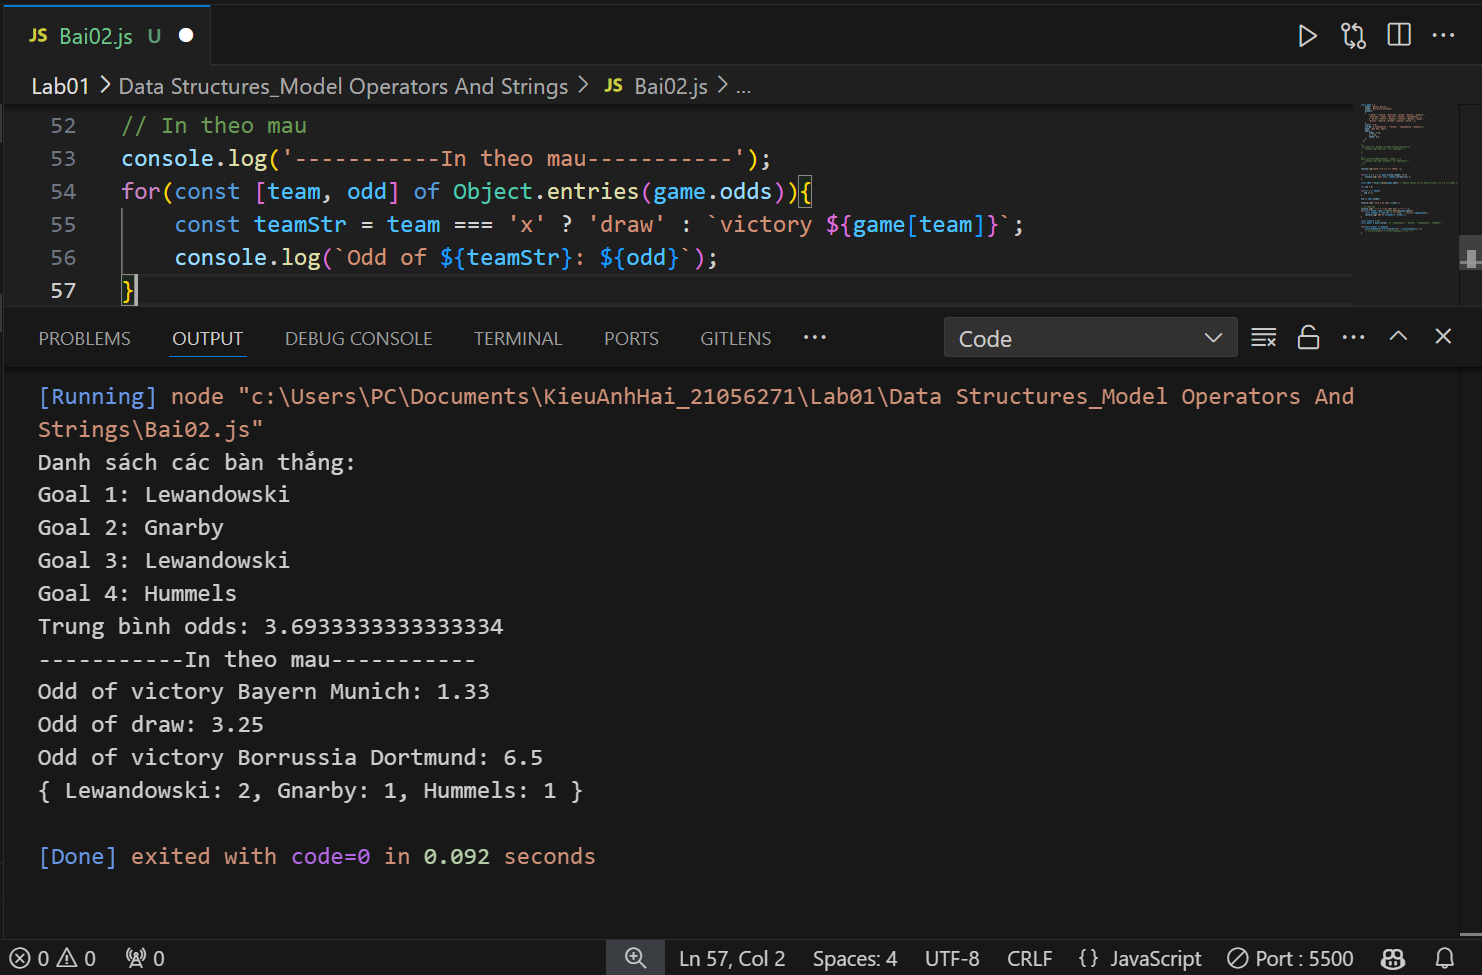 JS Bai02.js U
Lab01 > Data Structures_Model Operators And Strings > JS Bai02.js > ...
52 // In theo mau
53 console.log('-----------In theo mau-----------');
54 for(const [team, odd] of Object.entries(game.odds)){
55 const teamStr = team === 'x' ? 'draw' : `victory ${game[team]}`;
56 console.log(`Odd of ${teamStr}: ${odd}`);
57 }
PROBLEMS OUTPUT DEBUG CONSOLE TERMINAL PORTS GITLENS ··· Code
[Running] node "c:\Users\PC\Documents\KieuAnhHai_21056271\Lab01\Data Structures_Model Operators And
Strings\Bai02.js"
Danh sách các bàn thắng:
Goal 1: Lewandowski
Goal 2: Gnarby
Goal 3: Lewandowski
Goal 4: Hummels
Trung bình odds: 3.6933333333333334
-----------In theo mau-----------
Odd of victory Bayern Munich: 1.33
Odd of draw: 3.25
Odd of victory Borrussia Dortmund: 6.5
{ Lewandowski: 2, Gnarby: 1, Hummels: 1 }
[Done] exited with code=0 in 0.092 seconds
0 0 0 Ln 57, Col 2 Spaces: 4 UTF-8 CRLF {} JavaScript Port : 5500